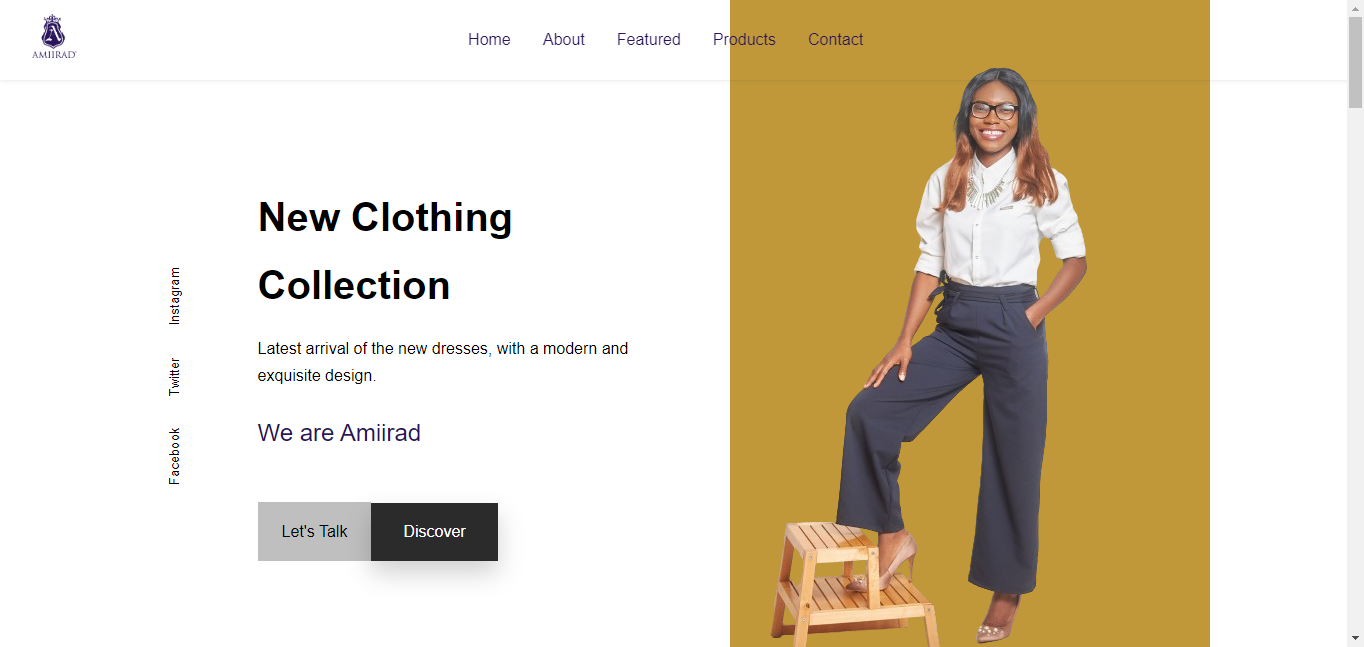 AMIIRAD
Home
About
Featured
Products
Contact
New Clothing
Collection
Latest arrival of the new dresses, with a modern and
exquisite design.
We are Amiirad
Let's Talk
Discover
Instagram
Twitter
Facebook